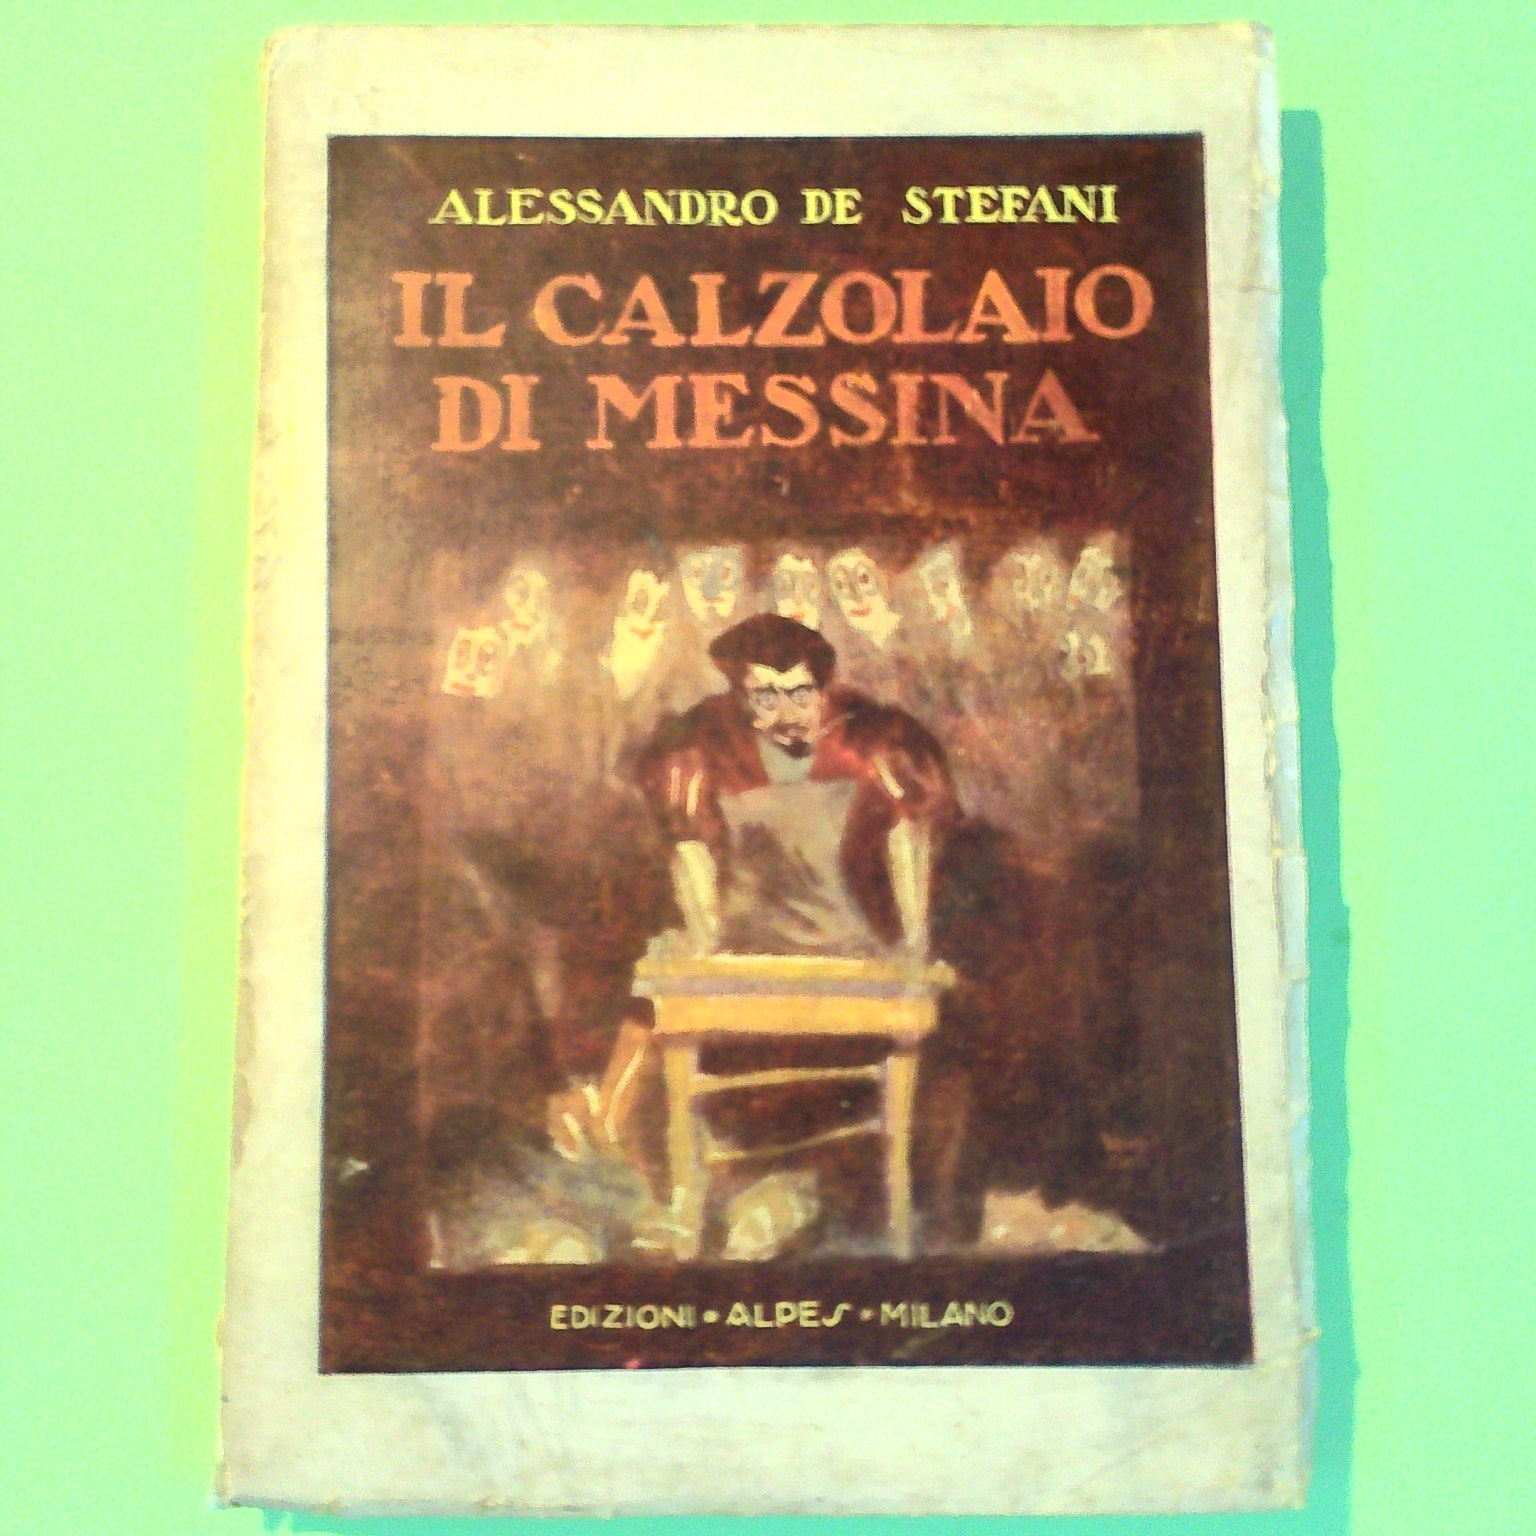 ALESSANDRO DE STEFANI
IL CALZOLAIO
DI MESSINA
EDIZIONI • ALPES • MILANO